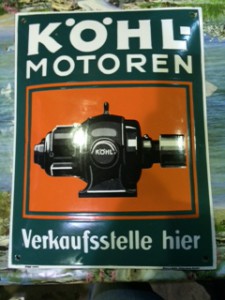 KÖHL-
MOTOREN
KÖHL
Verkaufsstelle hier